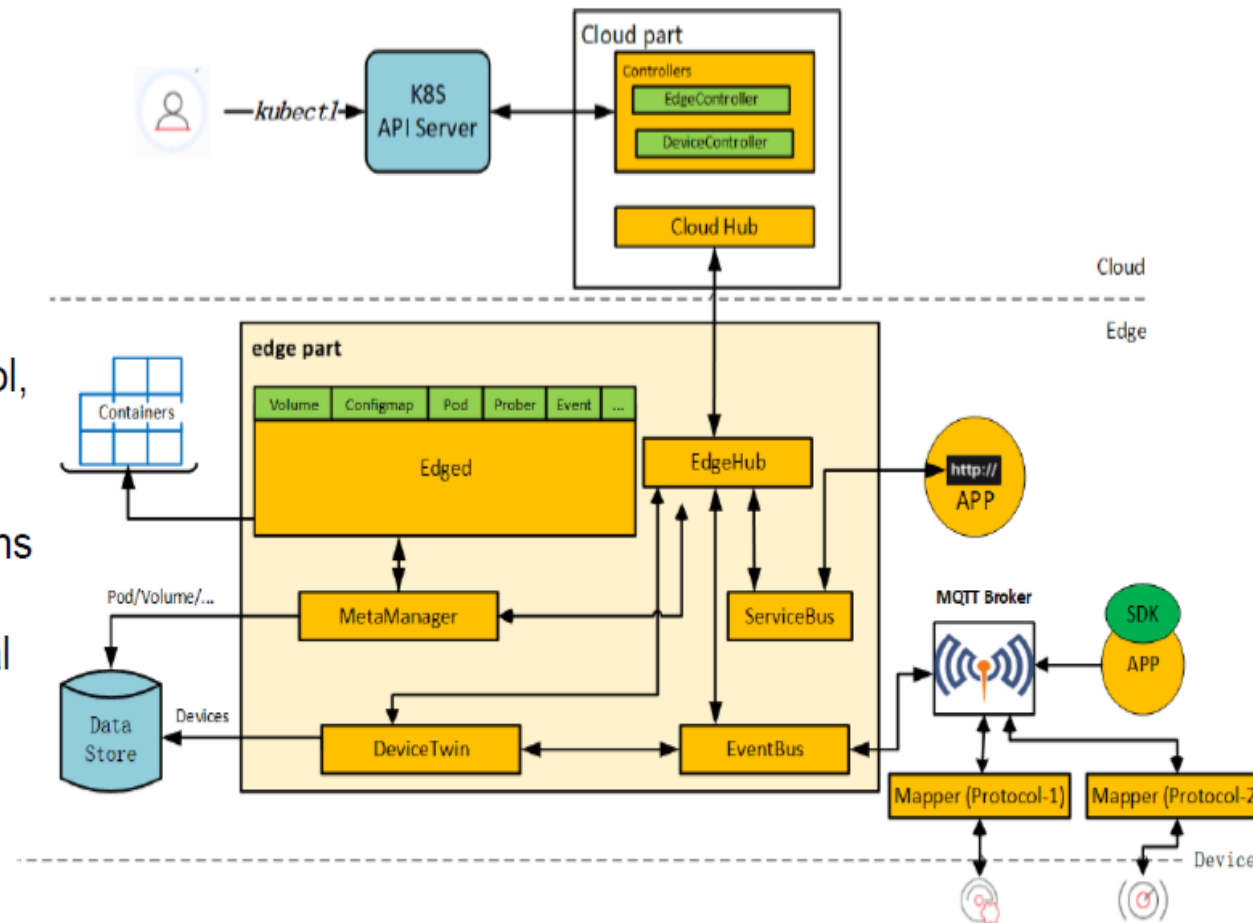 Cloud part
Controllers
EdgeController
DeviceController
kubectl
K8S
API Server
Cloud Hub
Cloud
Edge
edge part
Volume
Configmap
Pod
Prober
Event
...
Edged
EdgeHub
Containers
http://
APP
Pod/Volume/...
MetaManager
ServiceBus
MQTT Broker
SDK
APP
Data
Store
Devices
DeviceTwin
EventBus
Mapper (Protocol-1)
Mapper (Protocol-2
Device